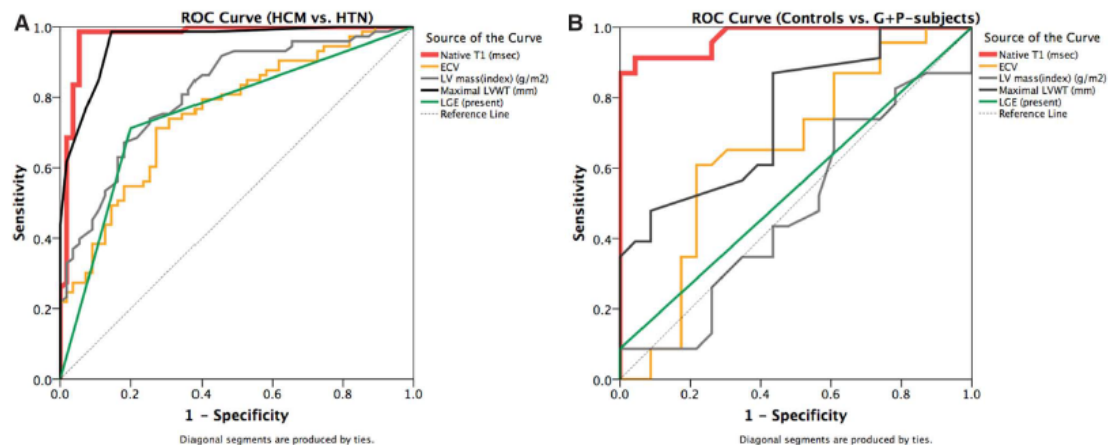 A
ROC Curve (HCM vs. HTN)
Sensitivity
1.0
0.8
0.6
0.4
0.2
0.0
0.0 0.2 0.4 0.6 0.8 1.0
1 - Specificity
Diagonal segments are produced by ties.
Source of the Curve
Native T1 (msec)
ECV
LV mass(index) (g/m2)
Maximal LVWT (mm)
LGE (present)
Reference Line
B
ROC Curve (Controls vs. G+P-subjects)
Sensitivity
1.0
0.8
0.6
0.4
0.2
0.0
0.0 0.2 0.4 0.6 0.8 1.0
1 - Specificity
Diagonal segments are produced by ties.
Source of the Curve
Native T1 (msec)
ECV
LV mass(index) (g/m2)
Maximal LVWT (mm)
LGE (present)
Reference Line